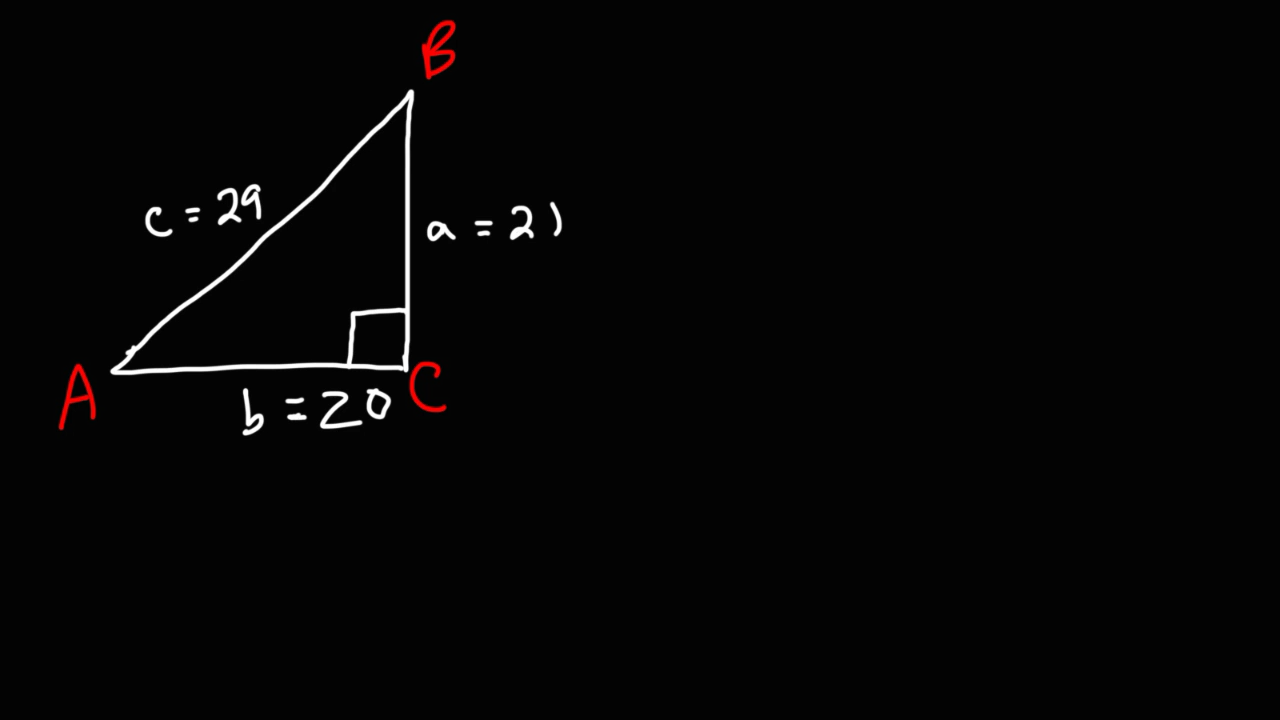 B
c = 29
a = 21
A
C
b = 20